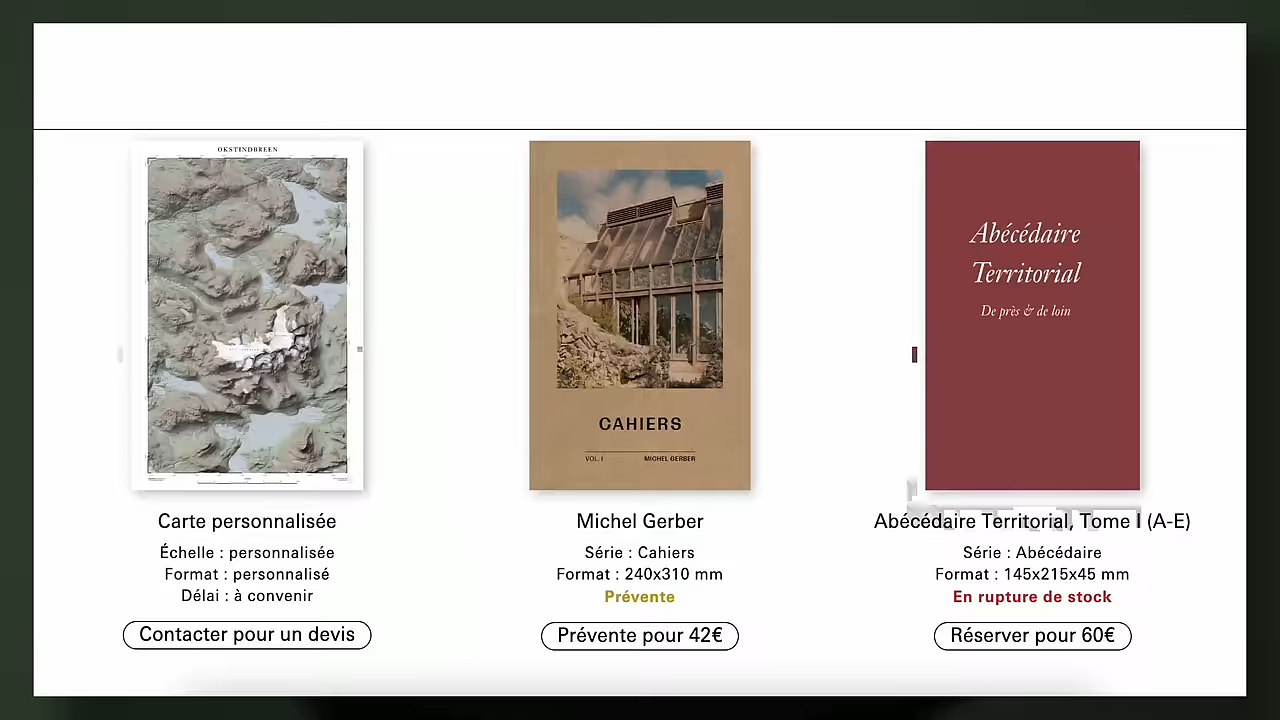 OKSTINDBREEN
CAHIERS
VOL. I MICHEL GERBER
Abécédaire
Territorial
De près & de loin
Carte personnalisée
Échelle : personnalisée
Format : personnalisé
Délai : à convenir
Contacter pour un devis
Michel Gerber
Série : Cahiers
Format : 240x310 mm
Prévente
Prévente pour 42€
Abécédaire Territorial, Tome I (A-E)
Série : Abécédaire
Format : 145x215x45 mm
En rupture de stock
Réserver pour 60€